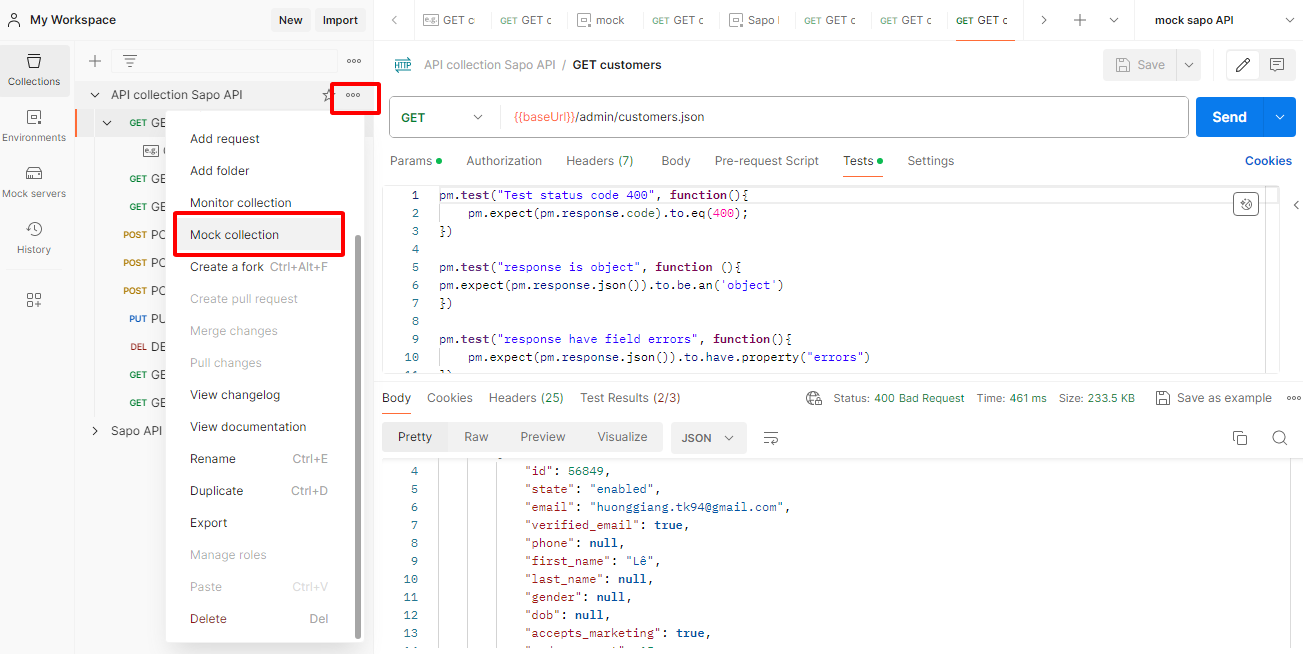 My Workspace
New
Import
GET c
GET c
GET c
mock
GET c
Sapo
GET c
GET c
GET c
mock sapo API
Collections
Environments
Mock servers
History
API collection Sapo API
GET GE
e.g.
GET GE
GET GE
POST PO
POST PO
POST PO
PUT PU
DEL DE
GET GE
GET GE
Sapo API
Add request
Add folder
Monitor collection
Mock collection
Create a fork Ctrl+Alt+F
Create pull request
Merge changes
Pull changes
View changelog
View documentation
Rename Ctrl+E
Duplicate Ctrl+D
Export
Manage roles
Paste Ctrl+V
Delete Del
HTTP API collection Sapo API / GET customers
Save
GET {{baseUrl}}/admin/customers.json
Send
Params Authorization Headers (7) Body Pre-request Script Tests Settings
Cookies
1 pm.test("Test status code 400", function(){
2 pm.expect(pm.response.code).to.eq(400);
3 })
4
5 pm.test("response is object", function (){
6 pm.expect(pm.response.json()).to.be.an('object')
7 })
8
9 pm.test("response have field errors", function(){
10 pm.expect(pm.response.json()).to.have.property("errors")
Body Cookies Headers (25) Test Results (2/3)
Status: 400 Bad Request Time: 461 ms Size: 233.5 KB
Save as example
Pretty Raw Preview Visualize JSON
4 "id": 56849,
5 "state": "enabled",
6 "email": "huonggiang.tk94@gmail.com",
7 "verified_email": true,
8 "phone": null,
9 "first_name": "Lê",
10 "last_name": null,
11 "gender": null,
12 "dob": null,
13 "accepts_marketing": true,